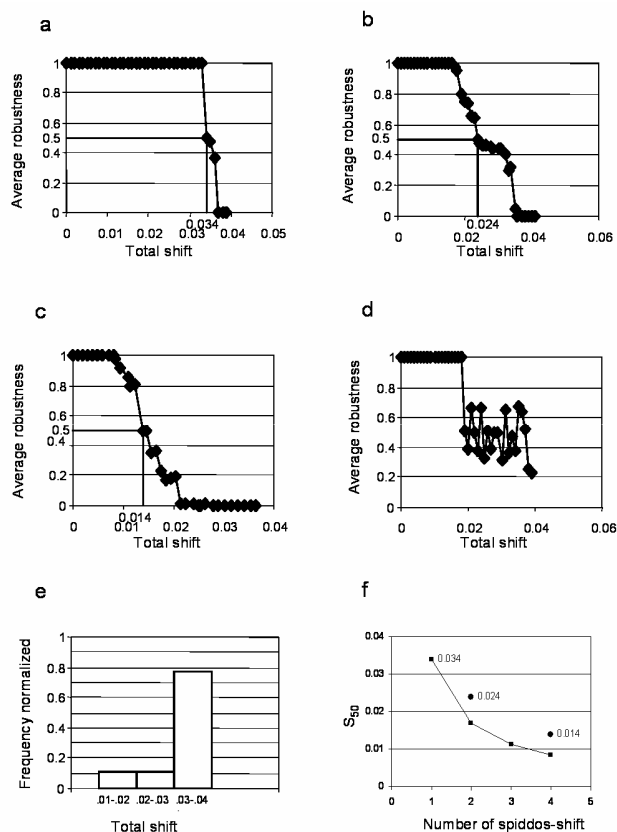 a
Average robustness
1
0.8
0.6
0.5
0.4
0.2
0
0.034
0 0.01 0.02 0.03 0.04 0.05
Total shift
b
Average robustness
1
0.8
0.6
0.5
0.4
0.2
0
0 0.02 0.04 0.06
0.024
Total shift
c
Average robustness
1
0.8
0.6
0.5
0.4
0.2
0
0.014
0 0.01 0.02 0.03 0.04
Total shift
d
Average robustness
1
0.8
0.6
0.4
0.2
0
0 0.02 0.04 0.06
Total shift
e
Frequency normalized
1
0.8
0.6
0.4
0.2
0
.01-.02 .02-.03 .03-.04
Total shift
f
S50
0.04
0.03
0.02
0.01
0
0.034
0.024
0.014
0 1 2 3 4 5
Number of spiddos-shift